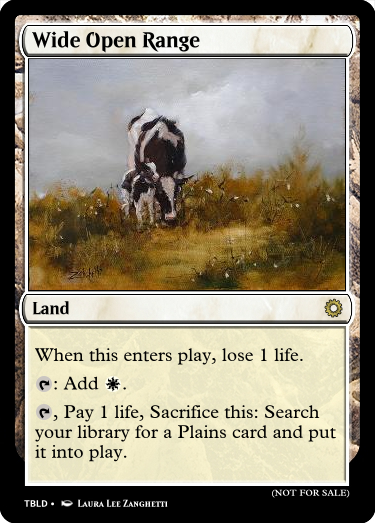 Wide Open Range
Land
When this enters play, lose 1 life.
: Add .
, Pay 1 life, Sacrifice this: Search
your library for a Plains card and put
it into play.
(NOT FOR SALE)
TBLD • Laura Lee Zanghetti